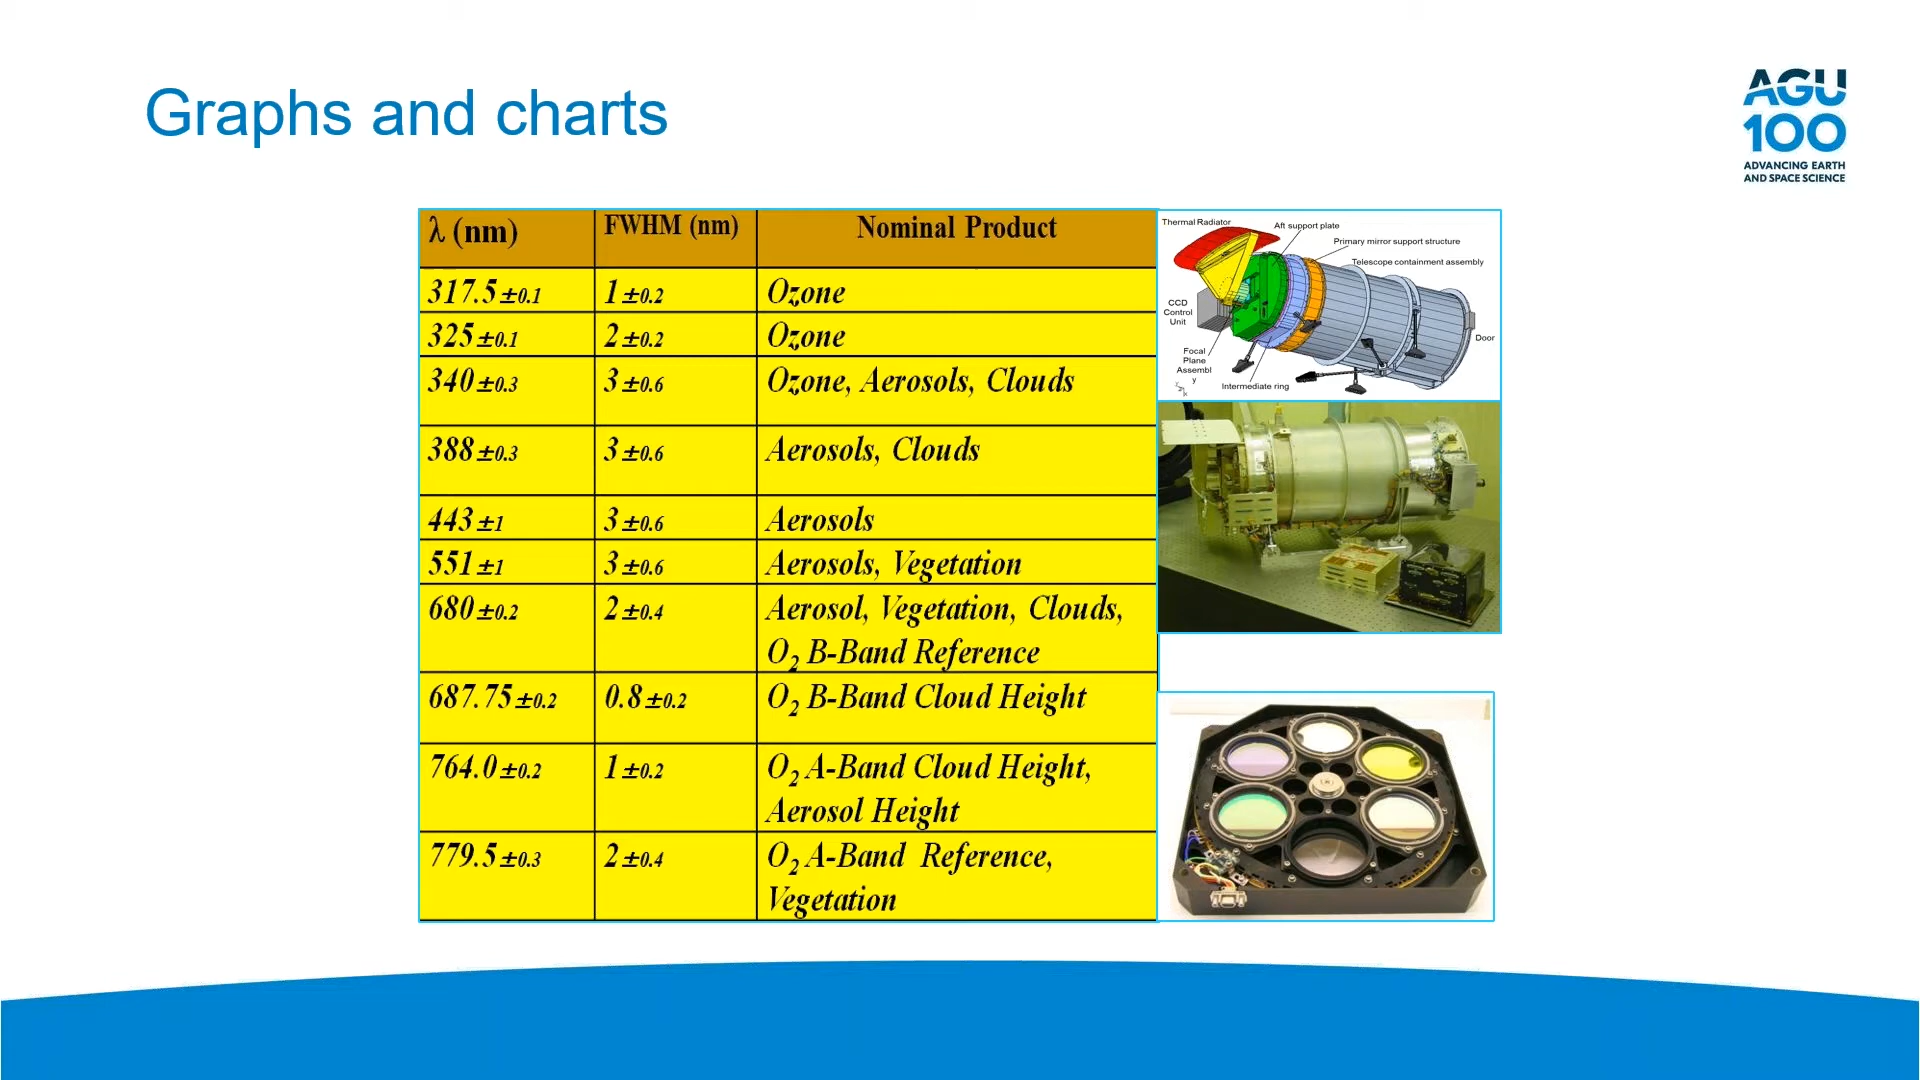 Graphs and charts
AGU
100
ADVANCING EARTH
AND SPACE SCIENCE
λ (nm) FWHM (nm) Nominal Product
317.5 ±0.1 1 ±0.2 Ozone
325 ±0.1 2 ±0.2 Ozone
340 ±0.3 3 ±0.6 Ozone, Aerosols, Clouds
388 ±0.3 3 ±0.6 Aerosols, Clouds
443 ±1 3 ±0.6 Aerosols
551 ±1 3 ±0.6 Aerosols, Vegetation
680 ±0.2 2 ±0.4 Aerosol, Vegetation, Clouds,
O2 B-Band Reference
687.75 ±0.2 0.8 ±0.2 O2 B-Band Cloud Height
764.0 ±0.2 1 ±0.2 O2 A-Band Cloud Height,
Aerosol Height
779.5 ±0.3 2 ±0.4 O2 A-Band Reference,
Vegetation
Thermal Radiator
Aft support plate
Primary mirror support structure
Telescope containment assembly
CCD
Control
Unit
Door
Focal
Plane
Assembl
y
Intermediate ring